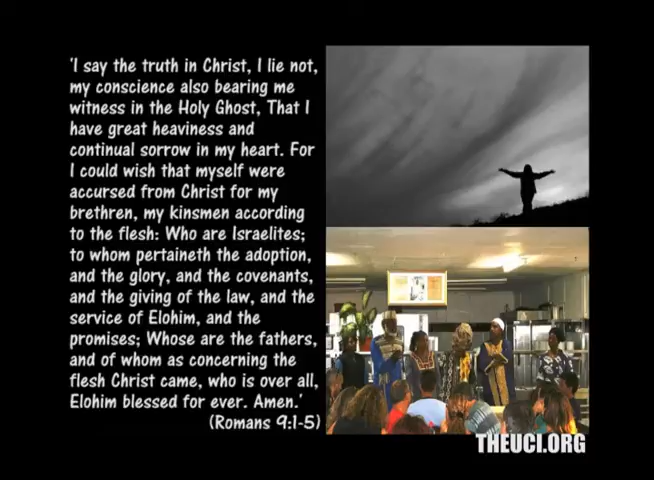 'I say the truth in Christ, I lie not,
my conscience also bearing me
witness in the Holy Ghost, That I
have great heaviness and
continual sorrow in my heart. For
I could wish that myself were
accursed from Christ for my
brethren, my kinsmen according
to the flesh: Who are Israelites;
to whom pertaineth the adoption,
and the glory, and the covenants,
and the giving of the law, and the
service of Elohim, and the
promises; Whose are the fathers,
and of whom as concerning the
flesh Christ came, who is over all,
Elohim blessed for ever. Amen.'
(Romans 9:1-5)
THEUCI.ORG